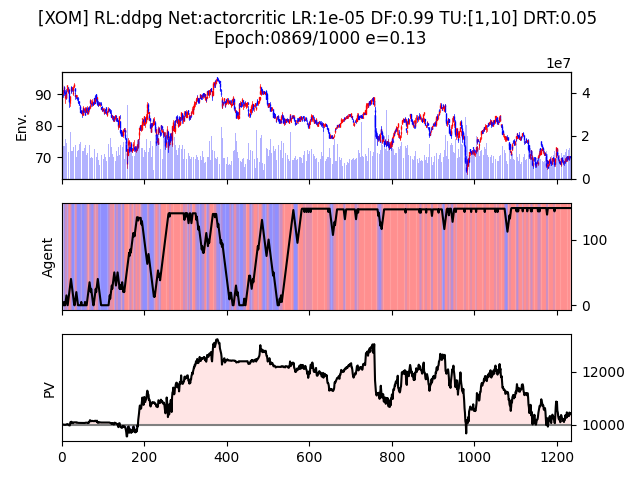 [XOM] RL:ddpg Net:actorcritic LR:1e-05 DF:0.99 TU:[1,10] DRT:0.05
Epoch:0869/1000 e=0.13
1e7
90
80
70
Env.
4
2
0
Agent
100
0
PV
12000
10000
0 200 400 600 800 1000 1200